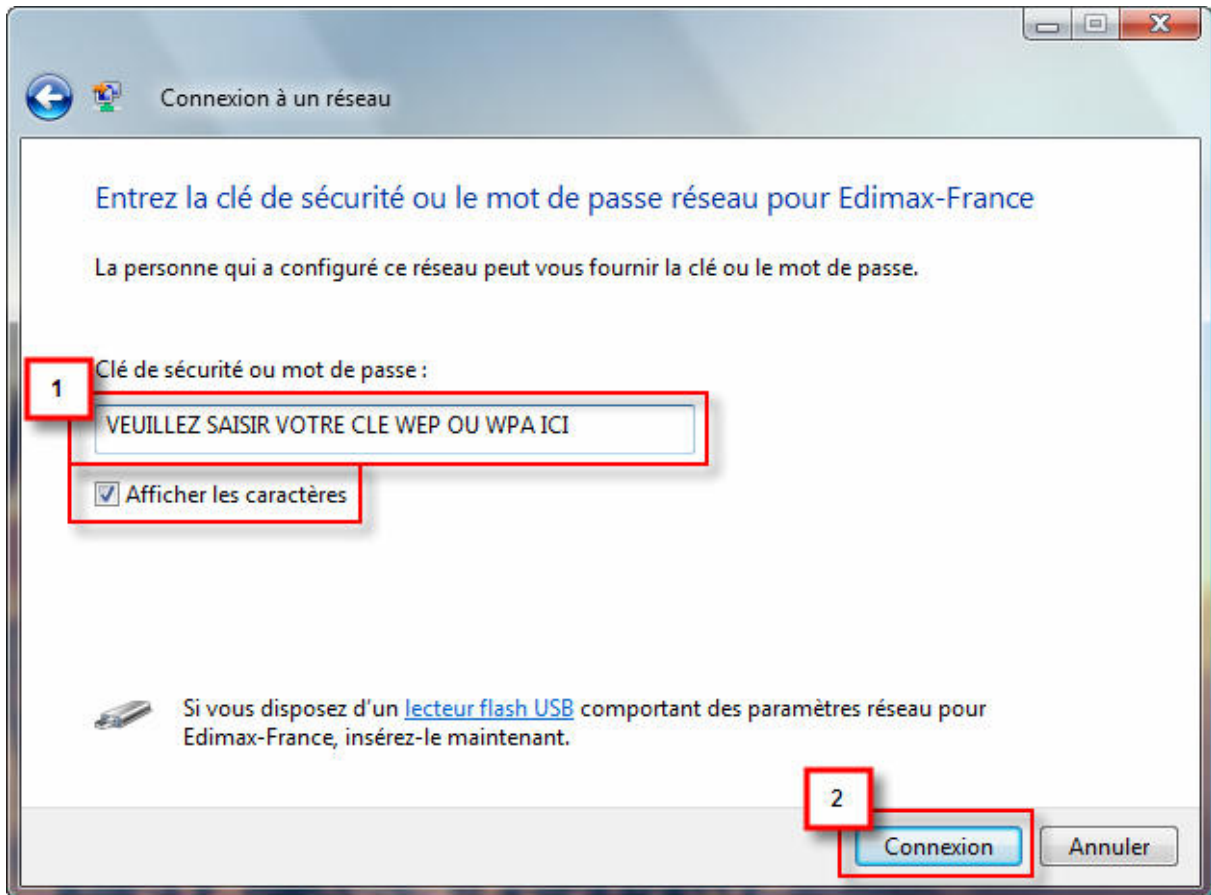 Connexion à un réseau
Entrez la clé de sécurité ou le mot de passe réseau pour Edimax-France
La personne qui a configuré ce réseau peut vous fournir la clé ou le mot de passe.
Clé de sécurité ou mot de passe :
1
VEUILLEZ SAISIR VOTRE CLE WEP OU WPA ICI
Afficher les caractères
Si vous disposez d'un lecteur flash USB comportant des paramètres réseau pour
Edimax-France, insérez-le maintenant.
2
Connexion
Annuler